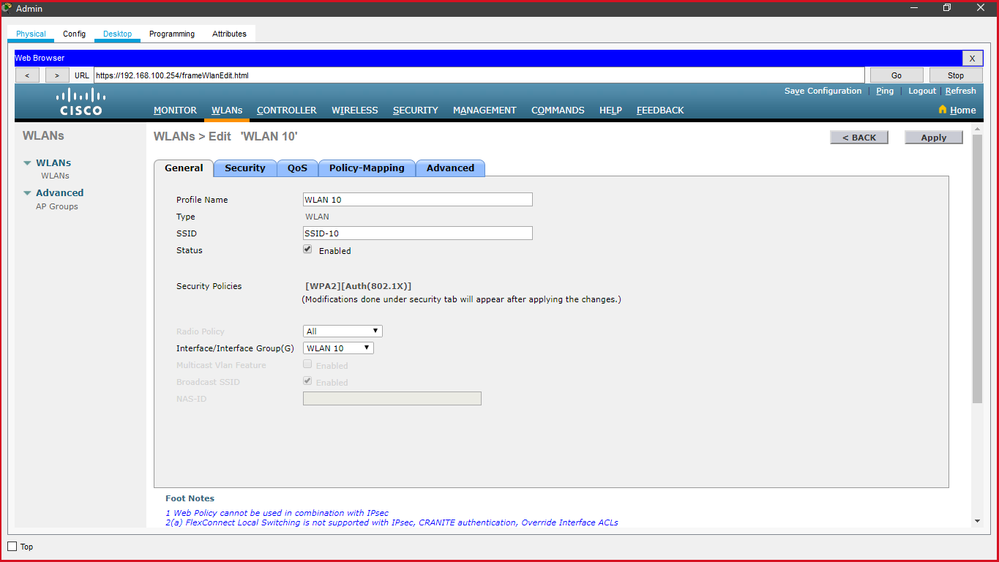 Admin
Physical Config Desktop Programming Attributes
Web Browser X
< > URL https://192.168.100.254/frameWlanEdit.html Go Stop
Save Configuration | Ping | Logout | Refresh
CISCO MONITOR WLANs CONTROLLER WIRELESS SECURITY MANAGEMENT COMMANDS HELP FEEDBACK Home
WLANs
WLANs
WLANs
Advanced
AP Groups
WLANs > Edit 'WLAN 10' < BACK Apply
General Security QoS Policy-Mapping Advanced
Profile Name WLAN 10
Type WLAN
SSID SSID-10
Status Enabled
Security Policies [WPA2][Auth(802.1X)]
(Modifications done under security tab will appear after applying the changes.)
Radio Policy All
Interface/Interface Group(G) WLAN 10
Multicast Vlan Feature Enabled
Broadcast SSID Enabled
NAS-ID
Foot Notes
1 Web Policy cannot be used in combination with IPsec
2(a) FlexConnect Local Switching is not supported with IPsec, CRANITE authentication, Override Interface ACLs
Top